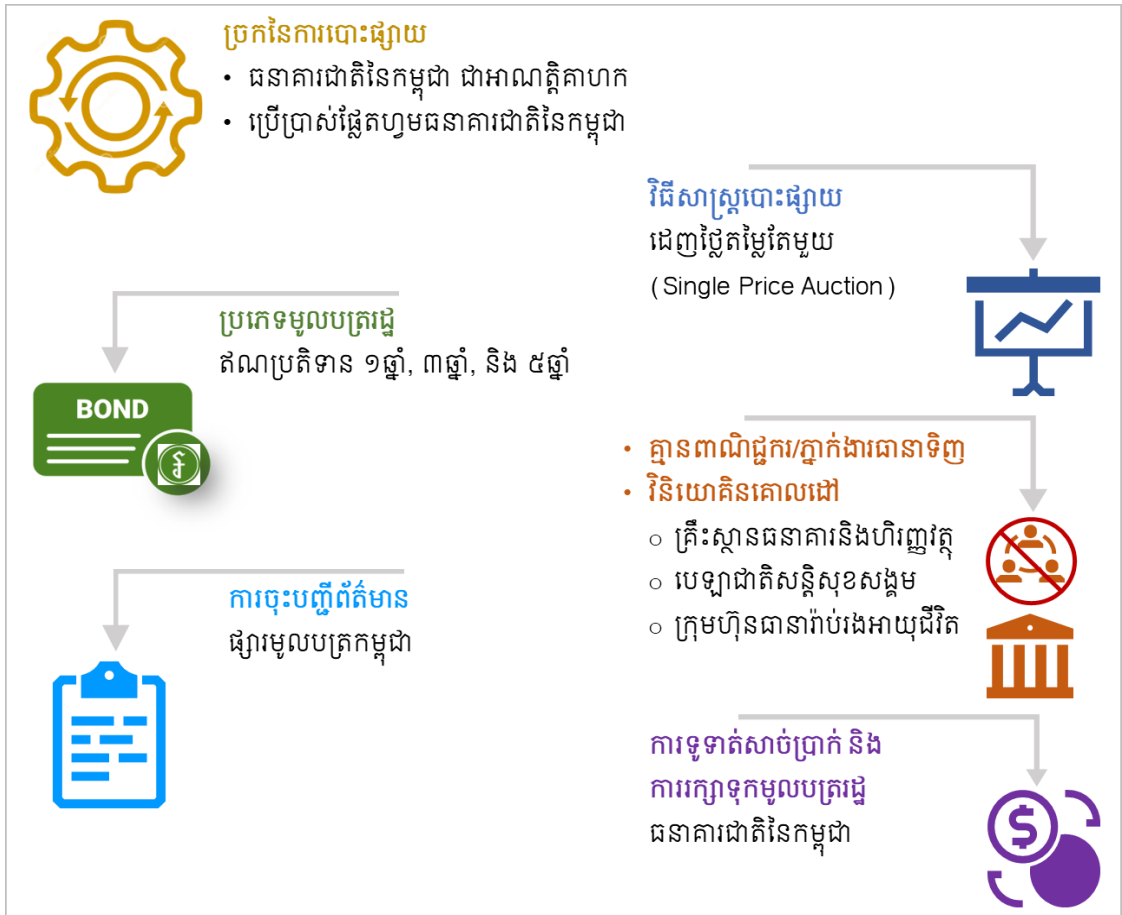 ច្រកនៃការបោះផ្សាយ
• ធនាគារជាតិនៃកម្ពុជា ជាអាណត្តិគាហក
• ប្រើប្រាស់ផ្លែតហ្វមធនាគារជាតិនៃកម្ពុជា
វិធីសាស្ត្របោះផ្សាយ
ដេញថ្លៃតម្លៃតែមួយ
(Single Price Auction)
ប្រភេទមូលបត្ររដ្ឋ
ឥណប្រតិទាន ១ឆ្នាំ, ៣ឆ្នាំ, និង ៥ឆ្នាំ
BOND
• គ្មានពាណិជ្ជករ/ភ្នាក់ងារធានាទិញ
• វិនិយោគិនគោលដៅ
o គ្រឹះស្ថានធនាគារនិងហិរញ្ញវត្ថុ
o បេឡាជាតិសន្តិសុខសង្គម
o ក្រុមហ៊ុនធានារ៉ាប់រងអាយុជីវិត
ការចុះបញ្ជីព័ត៌មាន
ផ្សារមូលបត្រកម្ពុជា
ការទូទាត់សាច់ប្រាក់ និង
ការរក្សាទុកមូលបត្ររដ្ឋ
ធនាគារជាតិនៃកម្ពុជា